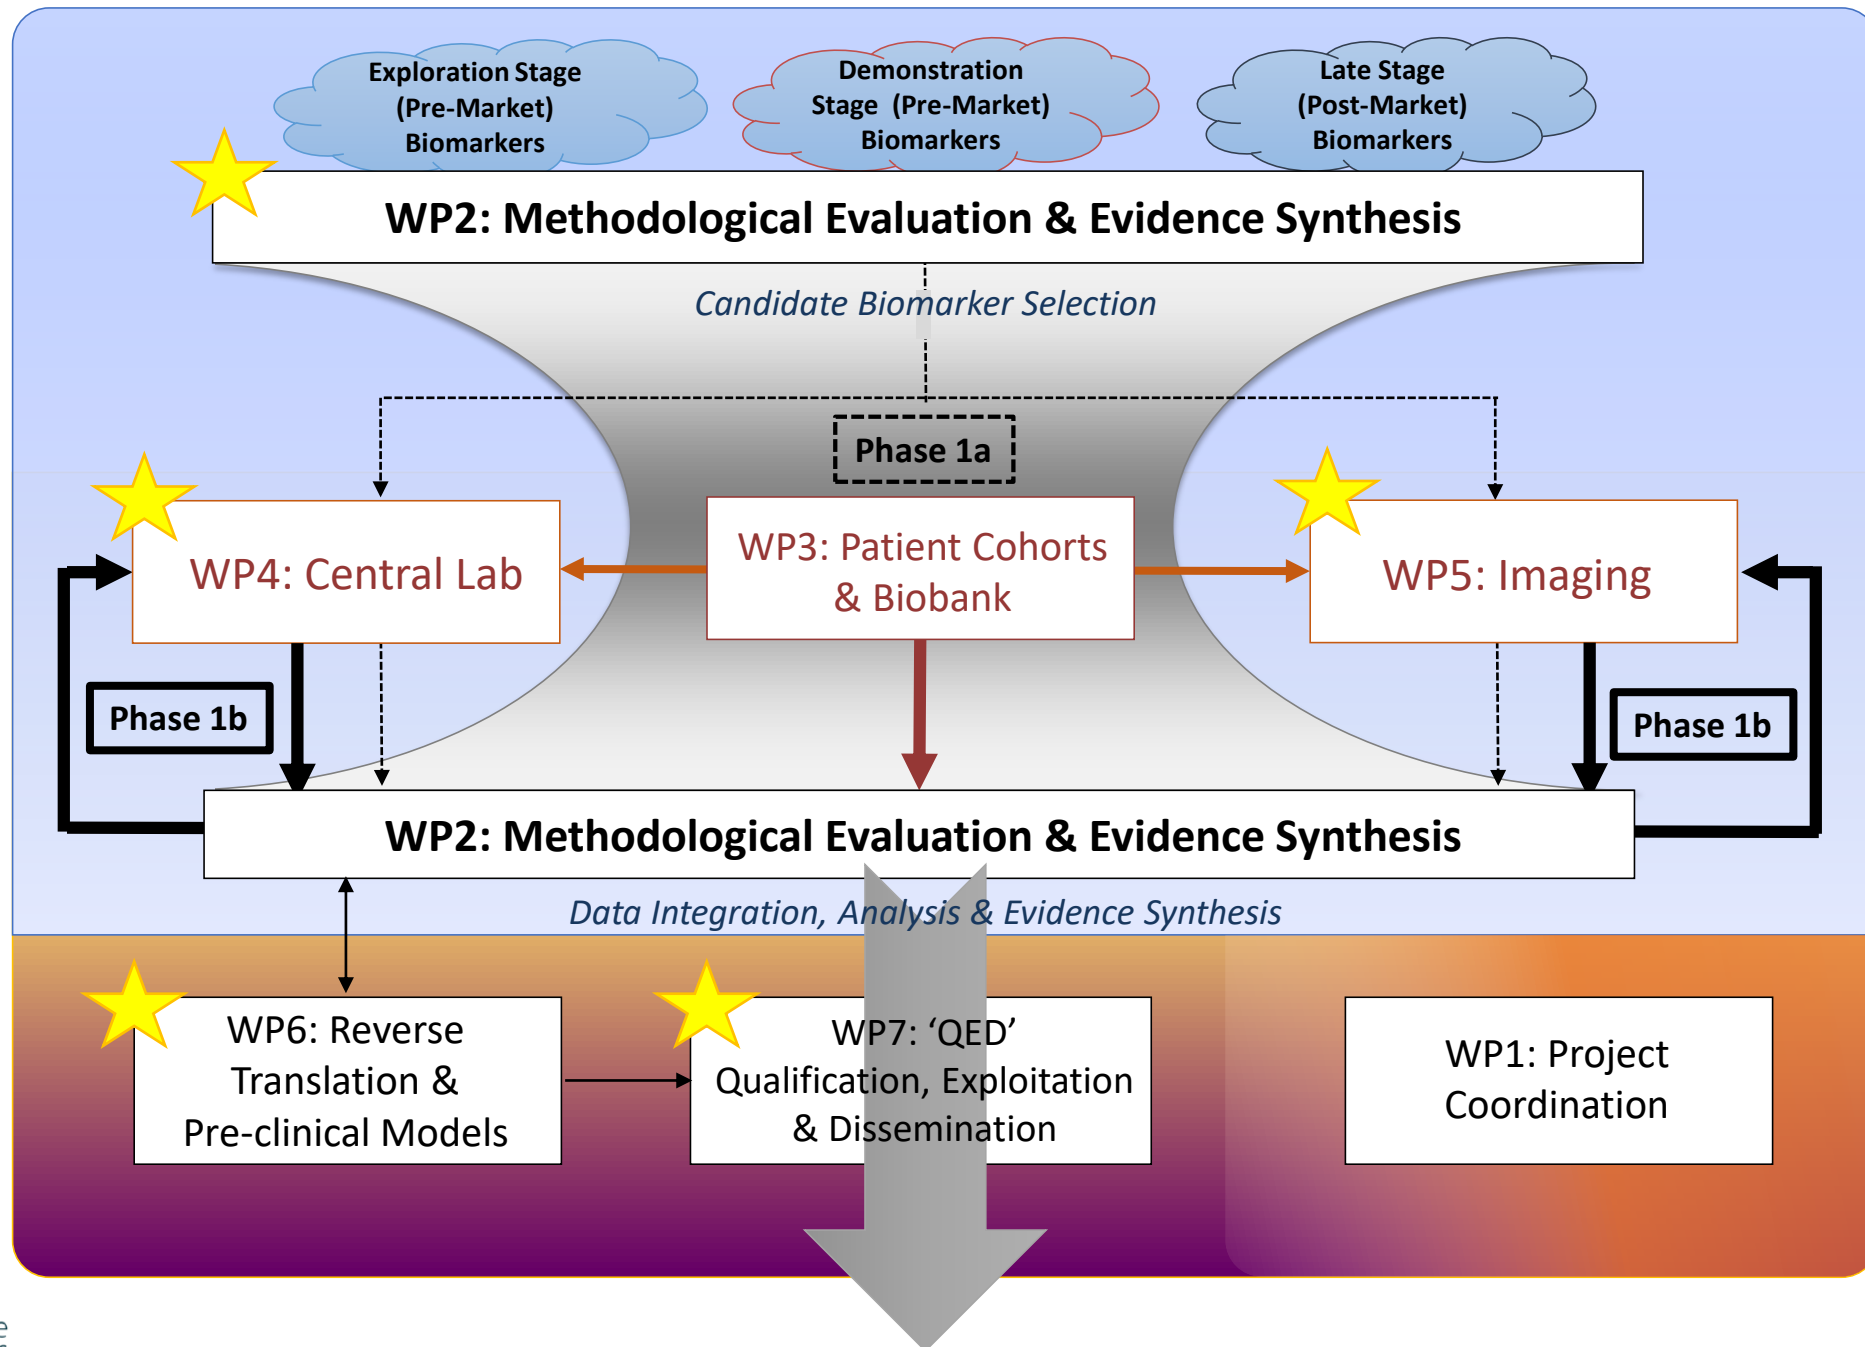 Exploration Stage
(Pre-Market)
Biomarkers
Demonstration
Stage (Pre-Market)
Biomarkers
Late Stage
(Post-Market)
Biomarkers
WP2: Methodological Evaluation & Evidence Synthesis
Candidate Biomarker Selection
Phase 1a
WP4: Central Lab
WP3: Patient Cohorts
& Biobank
WP5: Imaging
Phase 1b
Phase 1b
WP2: Methodological Evaluation & Evidence Synthesis
Data Integration, Analysis & Evidence Synthesis
WP6: Reverse
Translation &
Pre-clinical Models
WP7: ‘QED’
Qualification, Exploitation
& Dissemination
WP1: Project
Coordination